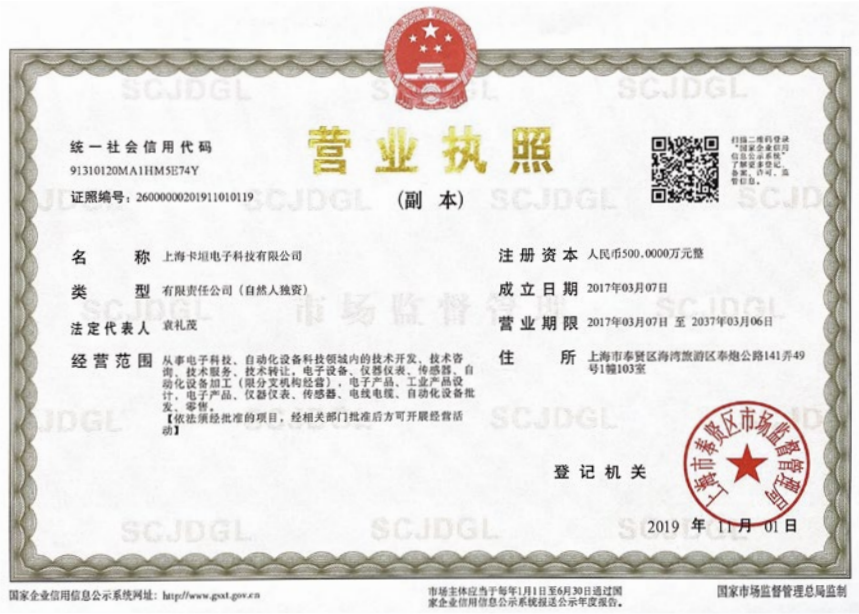 统一社会信用代码
91310120MA1HM5E74Y
证照编号：26000000201911010119
营业执照
（副 本）
扫描二维码登录
“国家企业信用
信息公示系统”
了解更多登记、
备案、许可、监
管信息。
名 称 上海卡垣电子科技有限公司
类 型 有限责任公司（自然人独资）
法定代表人 袁礼茂
经营范围 从事电子科技、自动化设备科技领域内的技术开发、技术咨
询、技术服务、技术转让，电子设备、仪器仪表、传感器、自
动化设备加工（限分支机构经营），电子产品、工业产品设
计，电子产品、仪器仪表、传感器、电线电缆、自动化设备批
发、零售。
【依法须经批准的项目，经相关部门批准后方可开展经营活
动】
注册资本 人民币500.0000万元整
成立日期 2017年03月07日
营业期限 2017年03月07日 至 2037年03月06日
住 所 上海市奉贤区海湾旅游区奉炮公路141弄49
号1幢103室
登记机关
上海市奉贤区市场监督管理局
2019 年 11 月 01 日
SCJDGL
市场监督管理
国家企业信用信息公示系统网址：http://www.gsxt.gov.cn
市场主体应当于每年1月1日至6月30日通过国
家企业信用信息公示系统报送公示年度报告。
国家市场监督管理总局监制